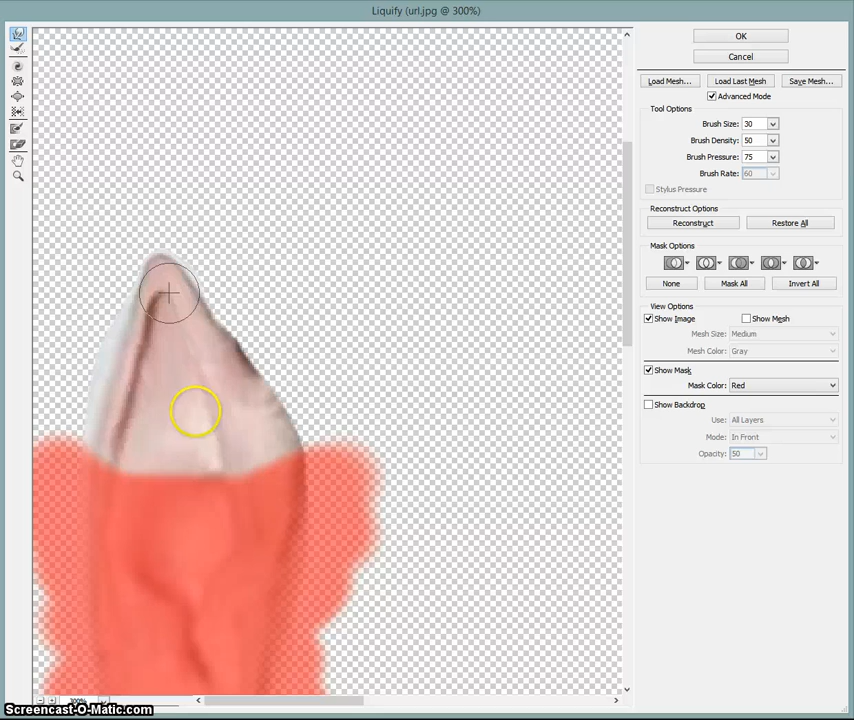 Liquify (url.jpg @ 300%)
OK
Cancel
Load Mesh...
Load Last Mesh
Save Mesh...
Advanced Mode
Tool Options
Brush Size: 30
Brush Density: 50
Brush Pressure: 75
Brush Rate: 60
Stylus Pressure
Reconstruct Options
Reconstruct
Restore All
Mask Options
None
Mask All
Invert All
View Options
Show Image
Show Mesh
Mesh Size: Medium
Mesh Color: Gray
Show Mask
Mask Color: Red
Show Backdrop
Use: All Layers
Mode: In Front
Opacity: 50
300%
Screencast-O-Matic.com